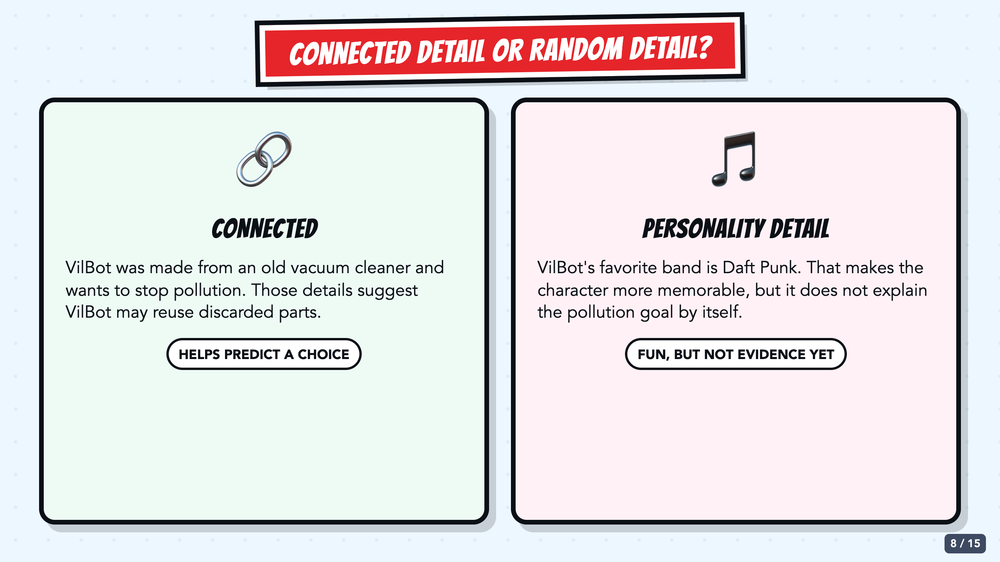 CONNECTED DETAIL OR RANDOM DETAIL?
CONNECTED
VilBot was made from an old vacuum cleaner and
wants to stop pollution. Those details suggest
VilBot may reuse discarded parts.
HELPS PREDICT A CHOICE
PERSONALITY DETAIL
VilBot's favorite band is Daft Punk. That makes the
character more memorable, but it does not explain
the pollution goal by itself.
FUN, BUT NOT EVIDENCE YET
8 / 15